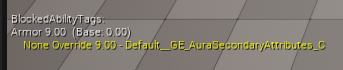 BlockedAbilityTags:
Armor 9.00 (Base: 0.00)
None Override 9.00 - Default__GE_AuraSecondaryAttributes_C